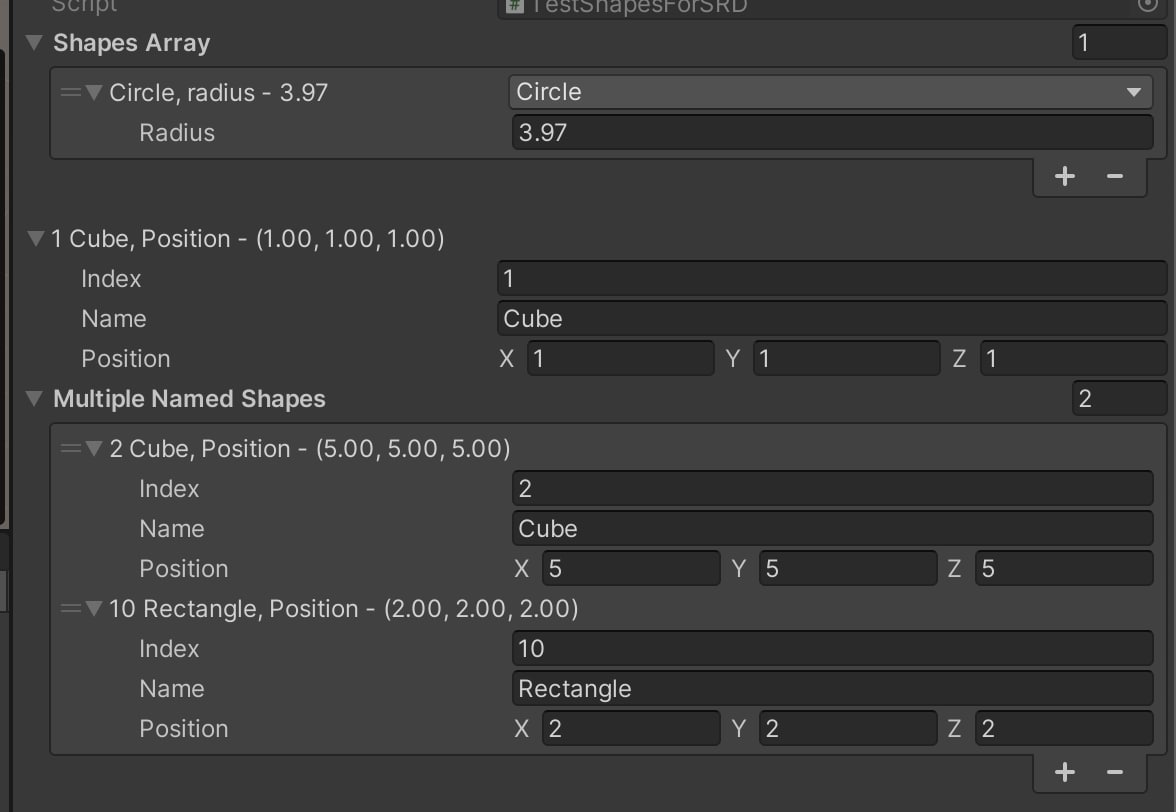 Script # TestShapesForSRD
Shapes Array 1
Circle, radius - 3.97 Circle
Radius 3.97
+ −
1 Cube, Position - (1.00, 1.00, 1.00)
Index 1
Name Cube
Position X 1 Y 1 Z 1
Multiple Named Shapes 2
2 Cube, Position - (5.00, 5.00, 5.00)
Index 2
Name Cube
Position X 5 Y 5 Z 5
10 Rectangle, Position - (2.00, 2.00, 2.00)
Index 10
Name Rectangle
Position X 2 Y 2 Z 2
+ −